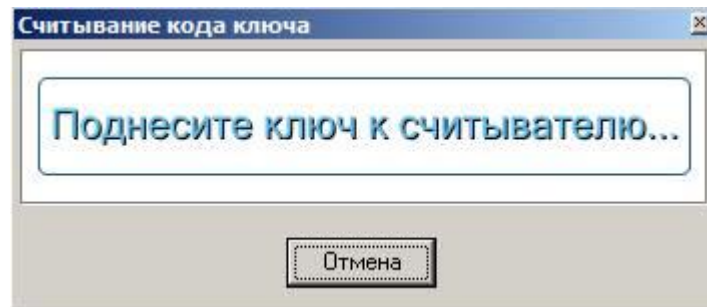 Считывание кода ключа
Поднесите ключ к считывателю...
Отмена